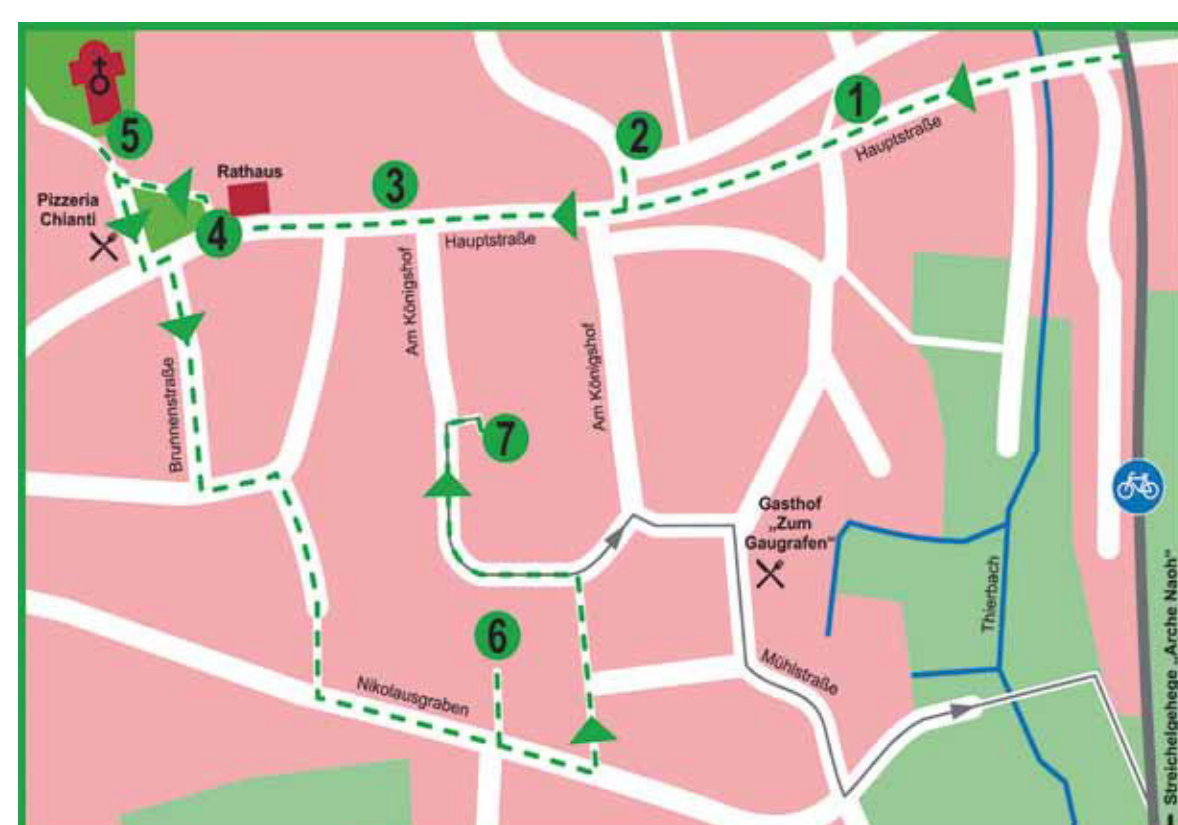 1
Hauptstraße
2
5
Rathaus
3
Pizzeria
Chianti
4
Hauptstraße
Am Königshof
Am Königshof
Brunnenstraße
7
Gasthof
„Zum
Gaugrafen“
Thierbach
6
Mühlstraße
Nikolausgraben
Streichelgehege „Arche Naoh“